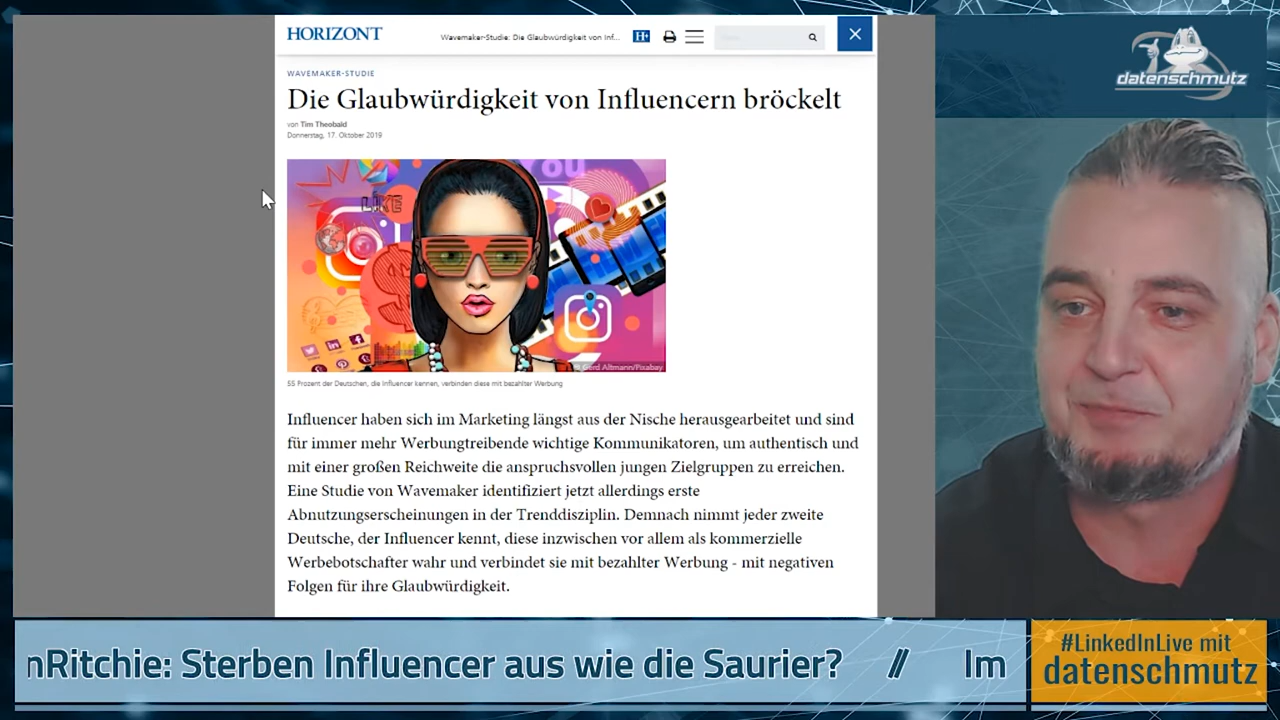 HORIZONT
Wavemaker-Studie: Die Glaubwürdigkeit von Inf...
H+
WAVEMAKER-STUDIE
Die Glaubwürdigkeit von Influencern bröckelt
von Tim Theobald
Donnerstag, 17. Oktober 2019
YOU
LIKE
© Gerd Altmann/Pixabay
55 Prozent der Deutschen, die Influencer kennen, verbinden diese mit bezahlter Werbung
Influencer haben sich im Marketing längst aus der Nische herausgearbeitet und sind
für immer mehr Werbungtreibende wichtige Kommunikatoren, um authentisch und
mit einer großen Reichweite die anspruchsvollen jungen Zielgruppen zu erreichen.
Eine Studie von Wavemaker identifiziert jetzt allerdings erste
Abnutzungserscheinungen in der Trenddisziplin. Demnach nimmt jeder zweite
Deutsche, der Influencer kennt, diese inzwischen vor allem als kommerzielle
Werbebotschafter wahr und verbindet sie mit bezahlter Werbung - mit negativen
Folgen für ihre Glaubwürdigkeit.
datenschmutz
nRitchie: Sterben Influencer aus wie die Saurier? // Im
#LinkedInLive mit
datenschmutz